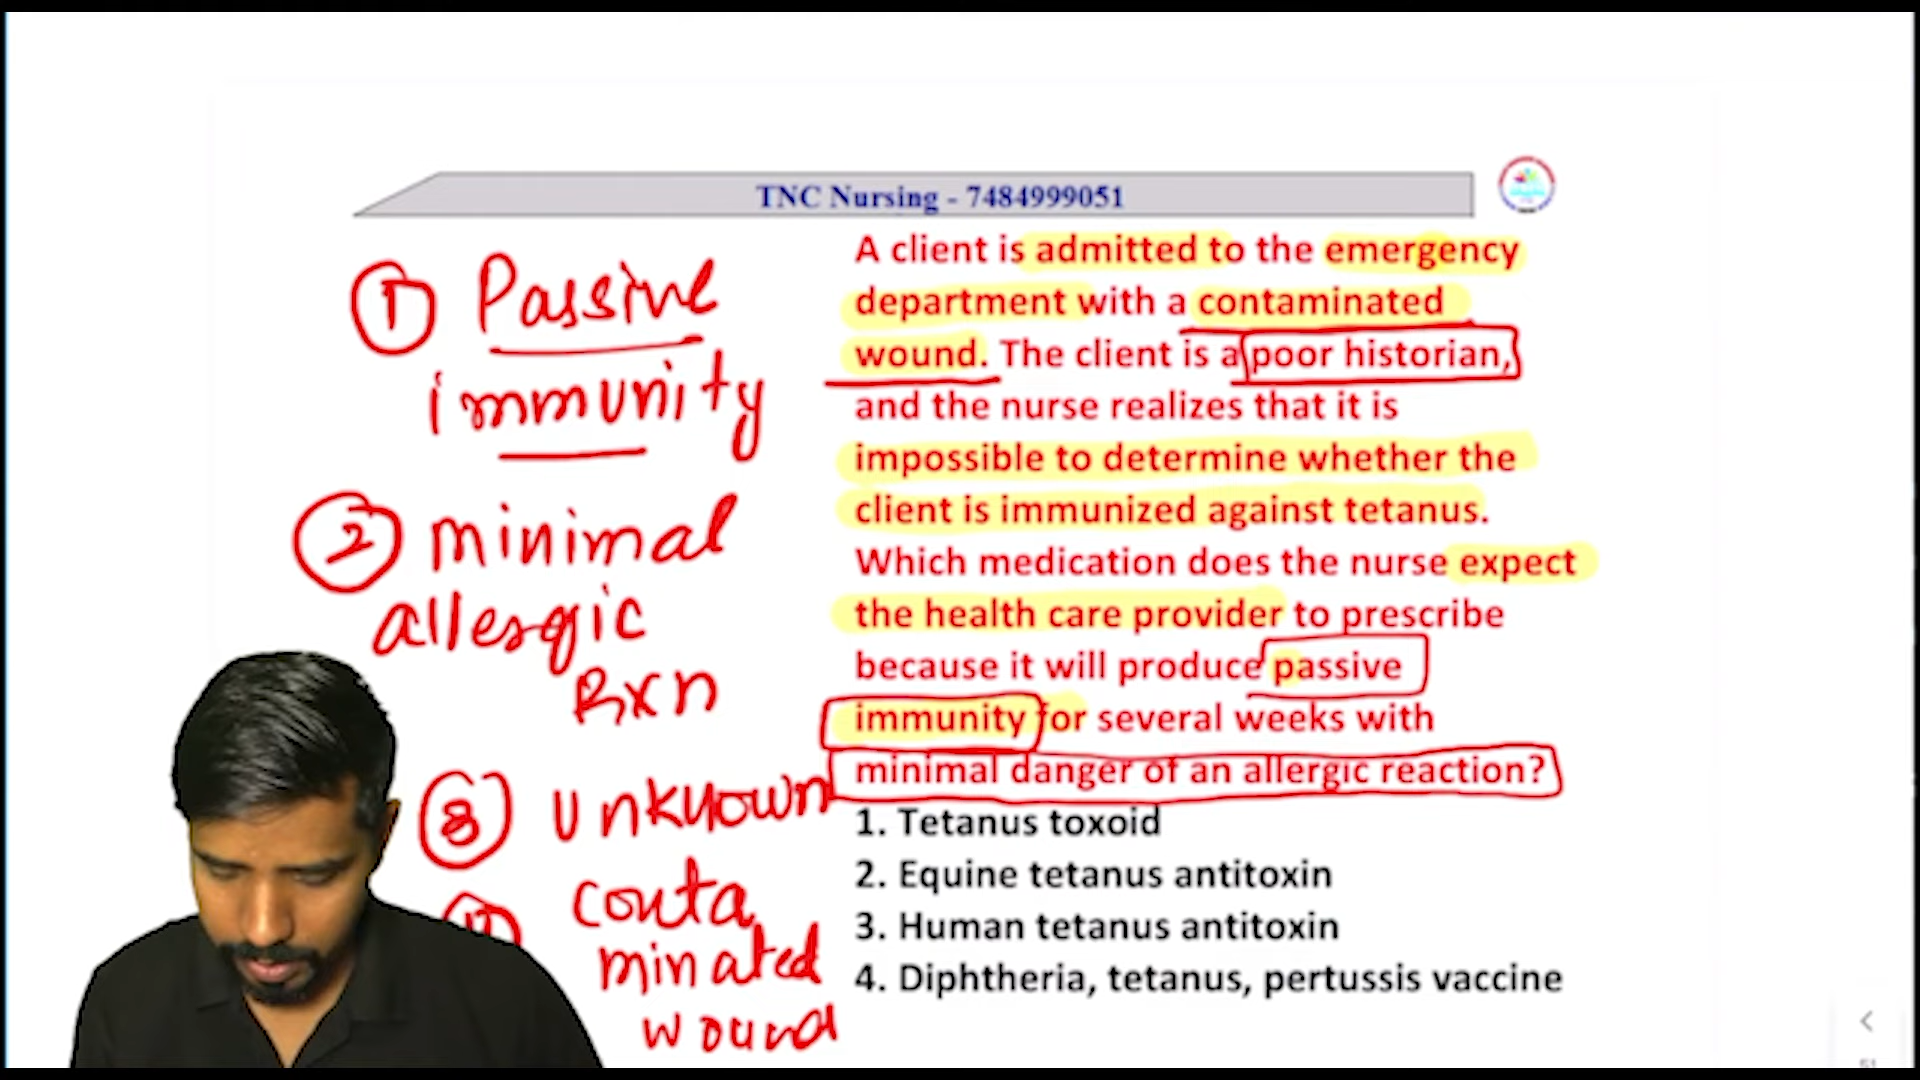 TNC Nursing - 7484999051
① Passive
immunity
② minimal
allergic
Rxn
③ Unknown
conta
minated
wound
A client is admitted to the emergency
department with a contaminated
wound. The client is a poor historian,
and the nurse realizes that it is
impossible to determine whether the
client is immunized against tetanus.
Which medication does the nurse expect
the health care provider to prescribe
because it will produce passive
immunity for several weeks with
minimal danger of an allergic reaction?
1. Tetanus toxoid
2. Equine tetanus antitoxin
3. Human tetanus antitoxin
4. Diphtheria, tetanus, pertussis vaccine